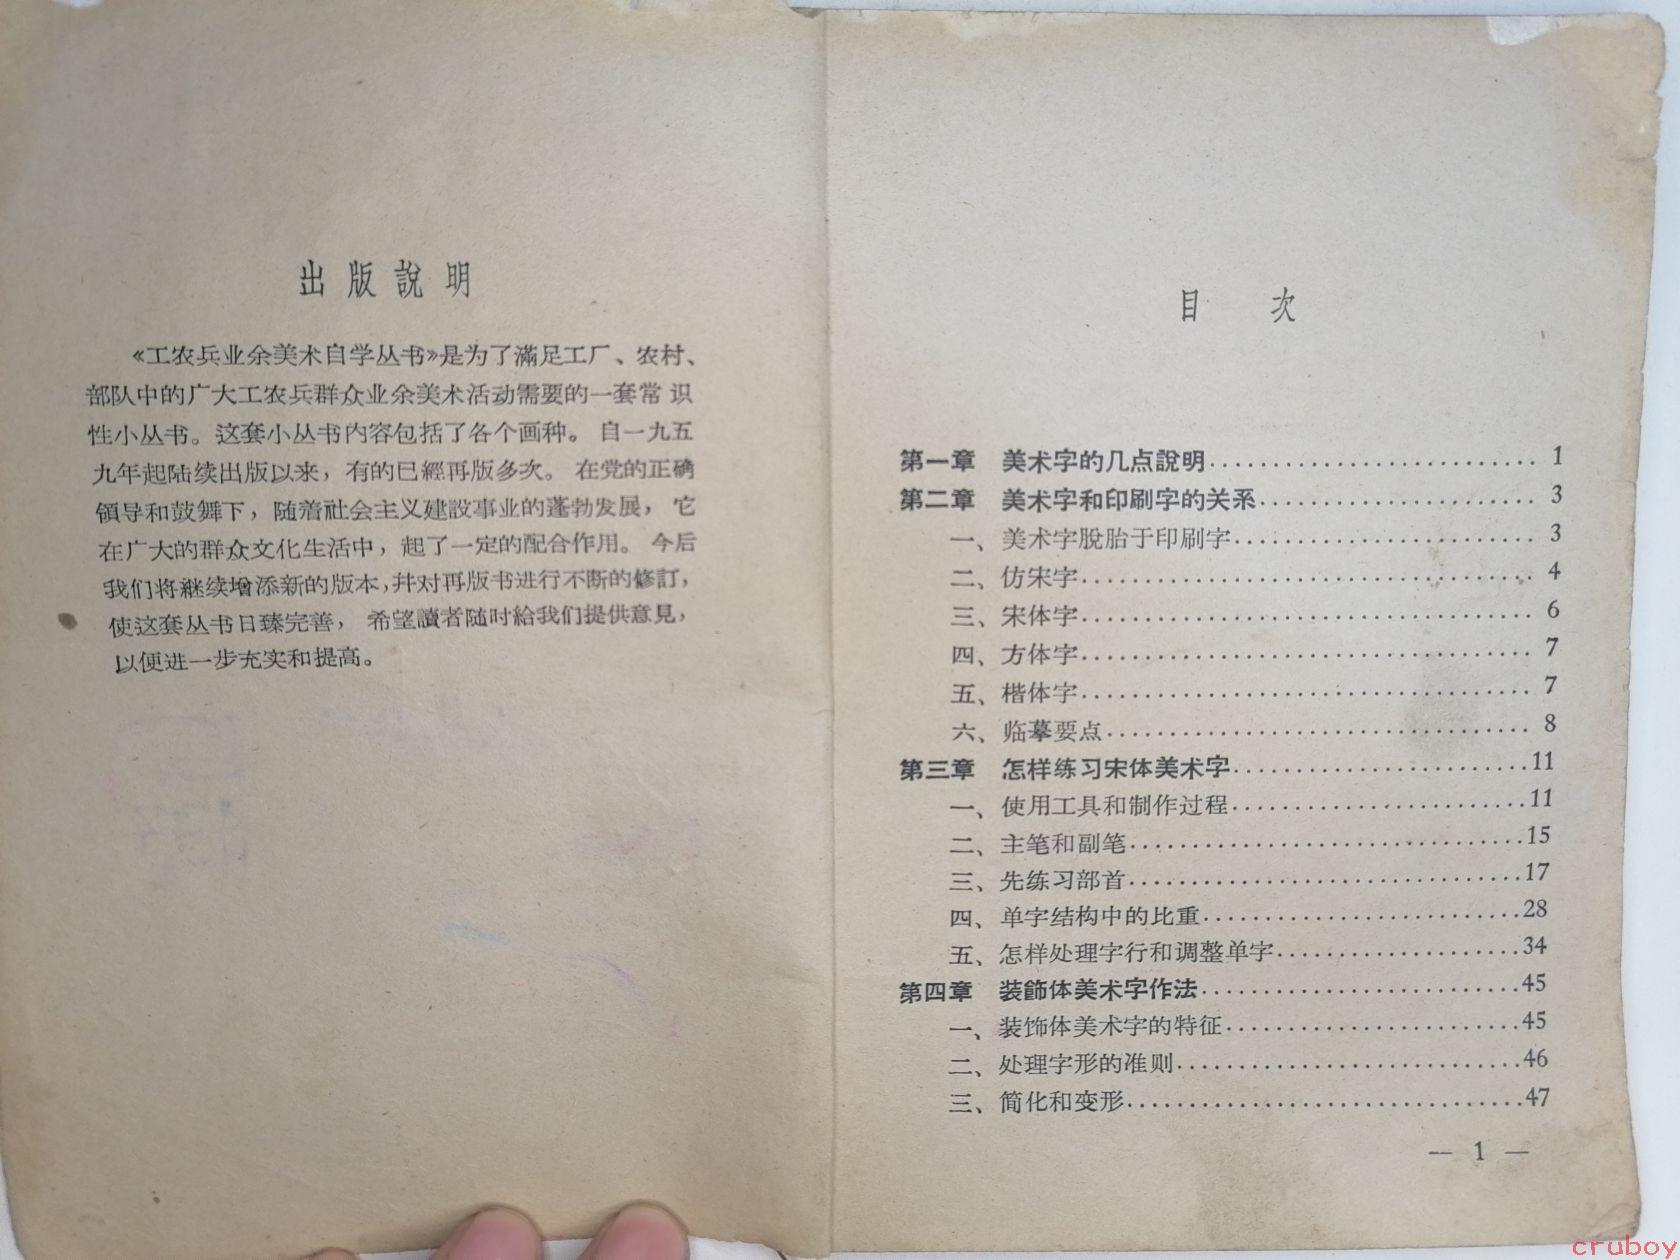 出版說明
《工农兵业余美术自学丛书》是为了滿足工厂、农村、
部队中的广大工农兵群众业余美术活动需要的一套常識
性小丛书。这套小丛书内容包括了各个画种。自一九五
九年起陆续出版以来，有的已經再版多次。在党的正确
領导和鼓舞下，随着社会主义建設事业的蓬勃发展，它
在广大的群众文化生活中，起了一定的配合作用。今后
我们将継续增添新的版本，幷对再版书进行不断的修訂，
使这套丛书日臻完善，希望讀者随时給我们提供意見，
以便进一步充实和提高。
目 次
第一章 美术字的几点說明 1
第二章 美术字和印刷字的关系 3
一、美术字脫胎于印刷字 3
二、仿宋字 4
三、宋体字 6
四、方体字 7
五、楷体字 7
六、临摹要点 8
第三章 怎样练习宋体美术字 11
一、使用工具和制作过程 11
二、主笔和副笔 15
三、先练习部首 17
四、单字结构中的比重 28
五、怎样处理字行和调整单字 34
第四章 装飾体美术字作法 45
一、装饰体美术字的特征 45
二、处理字形的准则 46
三、简化和变形 47
— 1 —
cruboy